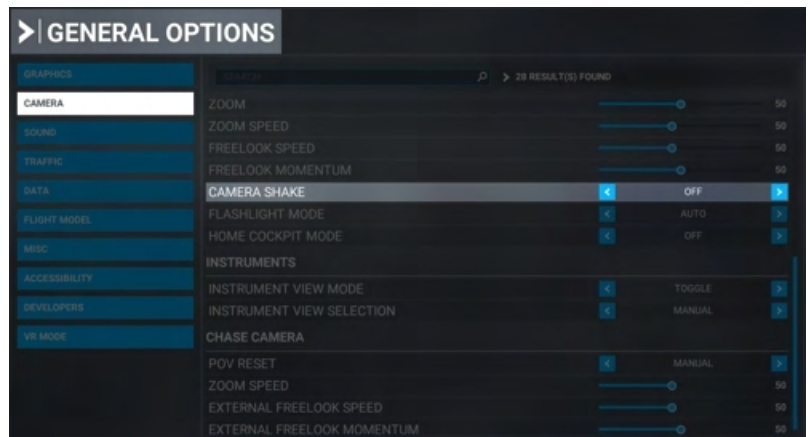 GENERAL OPTIONS
GRAPHICS
CAMERA
SOUND
TRAFFIC
DATA
FLIGHT MODEL
MISC
ACCESSIBILITY
DEVELOPERS
VR MODE
SEARCH
28 RESULT(S) FOUND
ZOOM 50
ZOOM SPEED 50
FREELOOK SPEED 50
FREELOOK MOMENTUM 50
CAMERA SHAKE OFF
FLASHLIGHT MODE AUTO
HOME COCKPIT MODE OFF
INSTRUMENTS
INSTRUMENT VIEW MODE TOGGLE
INSTRUMENT VIEW SELECTION MANUAL
CHASE CAMERA
POV RESET MANUAL
ZOOM SPEED 50
EXTERNAL FREELOOK SPEED 50
EXTERNAL FREELOOK MOMENTUM 50